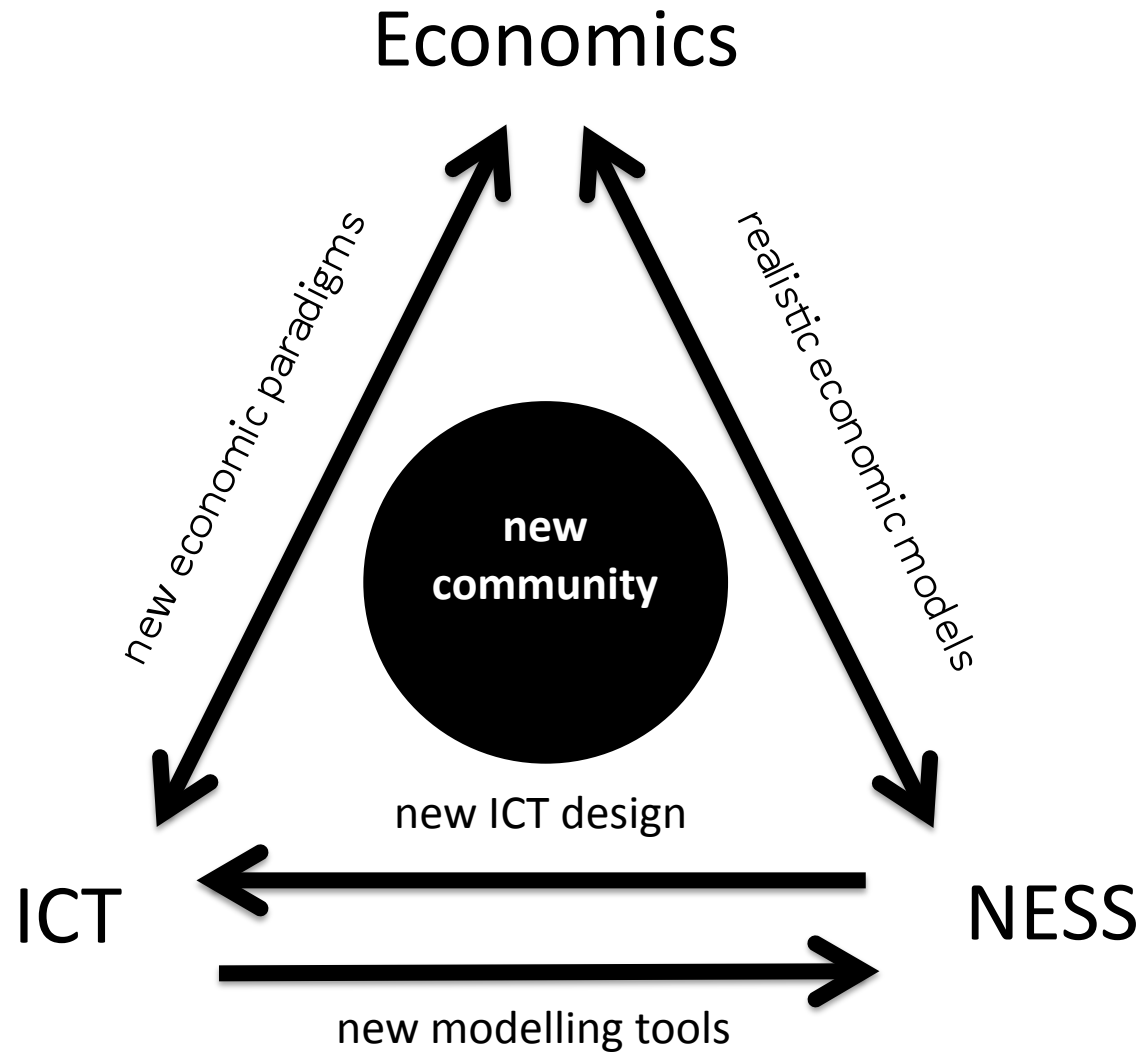 Economics
new economic paradigms
realistic economic models
new
community
new ICT design
ICT
NESS
new modelling tools